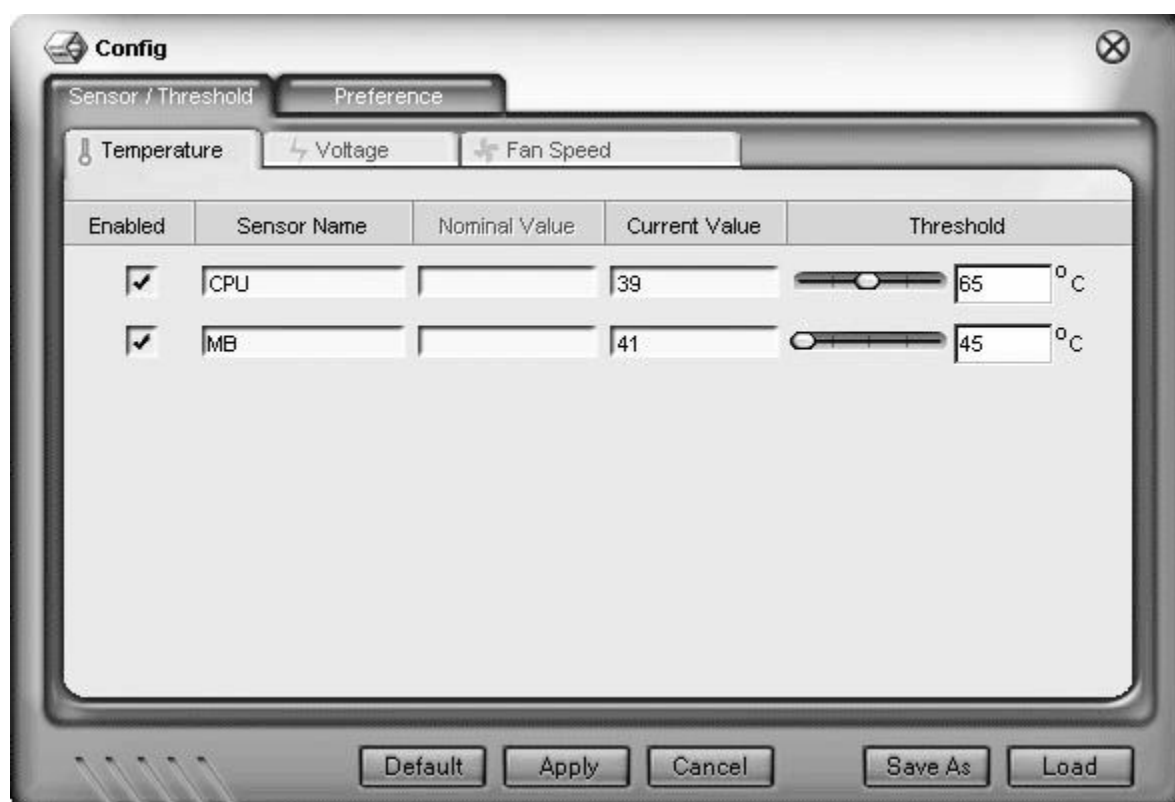 Config
Sensor / Threshold Preference
Temperature Voltage Fan Speed
Enabled Sensor Name Nominal Value Current Value Threshold
CPU 39 65 °C
MB 41 45 °C
Default Apply Cancel Save As Load